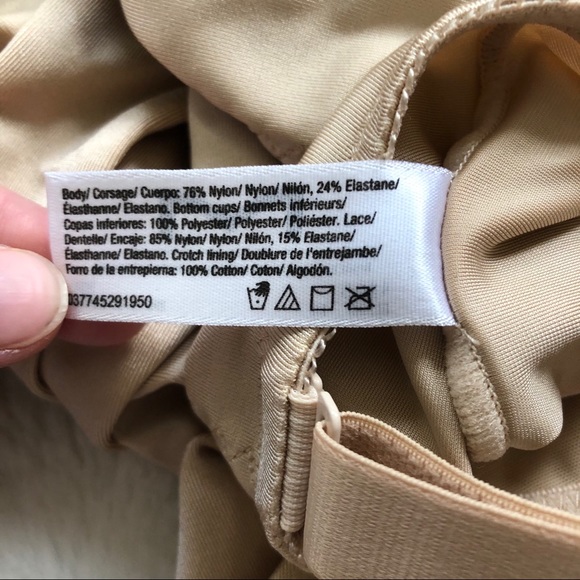 Body/ Corsage/ Cuerpo: 76% Nylon/ Nylon/ Nilón, 24% Elastane/
Élasthanne/ Elastano. Bottom cups/ Bonnets inférieurs/
Copas inferiores: 100% Polyester/ Polyester/ Poliéster. Lace/
Dentelle/ Encaje: 85% Nylon/ Nylon/ Nilón, 15% Elastane/
Élasthanne/ Elastano. Crotch lining/ Doublure de l'entrejambe/
Forro de la entrepierna: 100% Cotton/ Coton/ Algodón.
037745291950